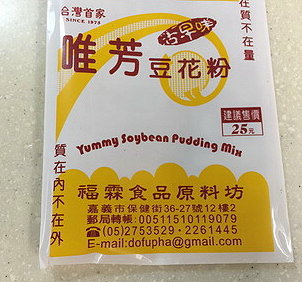 台灣首家
SINCE 1975
質在質不在量
唯芳豆花粉
古早味
建議售價
25元
Yummy Soybean Pudding Mix
質在內不在外
福霖食品原料坊
嘉義市保健街36-27號12樓2
郵局轉帳:00511510119079
☎(05)2753529・2261445
E-mail:dofupha@gmail.com